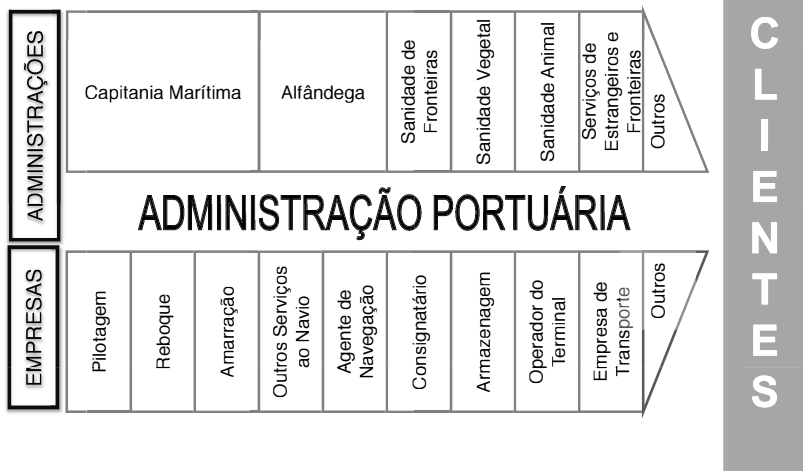 ADMINISTRAÇÕES
Capitania Marítima
Alfândega
Sanidade de
Fronteiras
Sanidade Vegetal
Sanidade Animal
Serviços de
Estrangeiros e
Fronteiras
Outros
ADMINISTRAÇÃO PORTUÁRIA
EMPRESAS
Pilotagem
Reboque
Amarração
Outros Serviços
ao Navio
Agente de
Navegação
Consignatário
Armazenagem
Operador do
Terminal
Empresa de
Transporte
Outros
CLIENTES